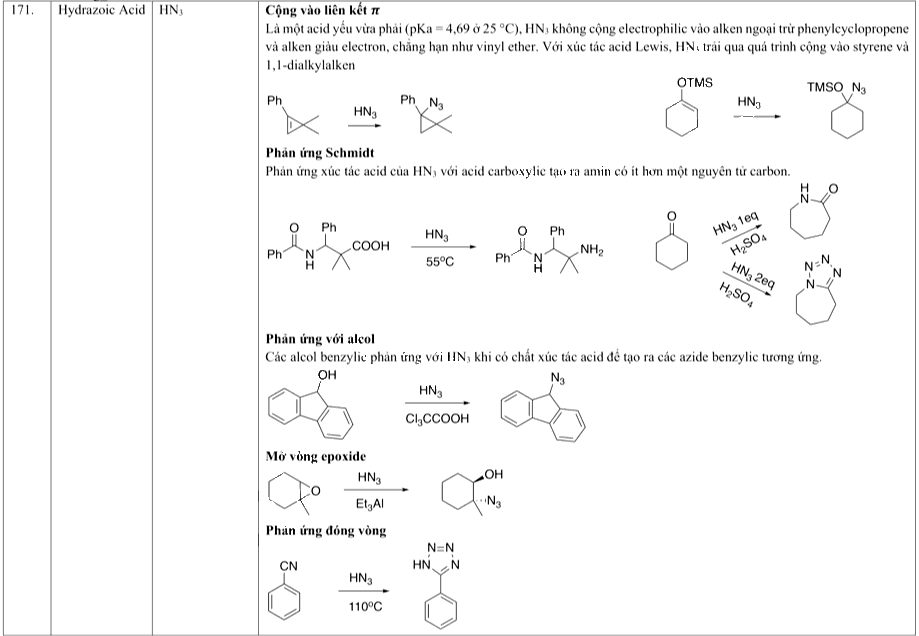 171. Hydrazoic Acid HN₃ Cộng vào liên kết π
Là một acid yếu vừa phải (pKa = 4,69 ở 25 °C), HN₃ không cộng electrophilic vào alken ngoại trừ phenylcyclopropene
và alken giàu electron, chẳng hạn như vinyl ether. Với xúc tác acid Lewis, HN₃ trải qua quá trình cộng vào styrene và
1,1-dialkylalken
Ph HN₃ Ph N₃ OTMS HN₃ TMSO N₃
Phản ứng Schmidt
Phản ứng xúc tác acid của HN₃ với acid carboxylic tạo ra amin có ít hơn một nguyên tử carbon.
O Ph Ph N H COOH HN₃ 55ºC O Ph Ph N H NH₂
O HN₃ 1eq H₂SO₄ H N O
HN₃ 2eq H₂SO₄ N=N N N
Phản ứng với alcol
Các alcol benzylic phản ứng với HN₃ khi có chất xúc tác acid để tạo ra các azide benzylic tương ứng.
OH HN₃ Cl₃CCOOH N₃
Mở vòng epoxide
O HN₃ Et₃Al OH N₃
Phản ứng đóng vòng
CN HN₃ 110ºC N=N HN N